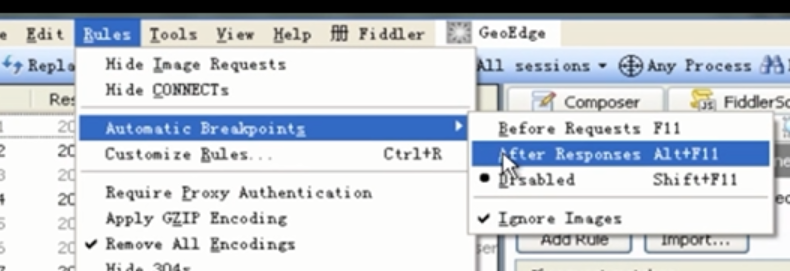 e Edit Rules Tools View Help 册 Fiddler GeoEdge
Repla
All sessions Any Process
Hide Image Requests
Hide CONNECTs
Res
Composer
FiddlerSc
Automatic Breakpoints
Before Requests F11
Customize Rules... Ctrl+R
After Responses Alt+F11
Disabled Shift+F11
Require Proxy Authentication
Apply GZIP Encoding
Ignore Images
Remove All Encodings
Add Rule Import...
Hide 304s